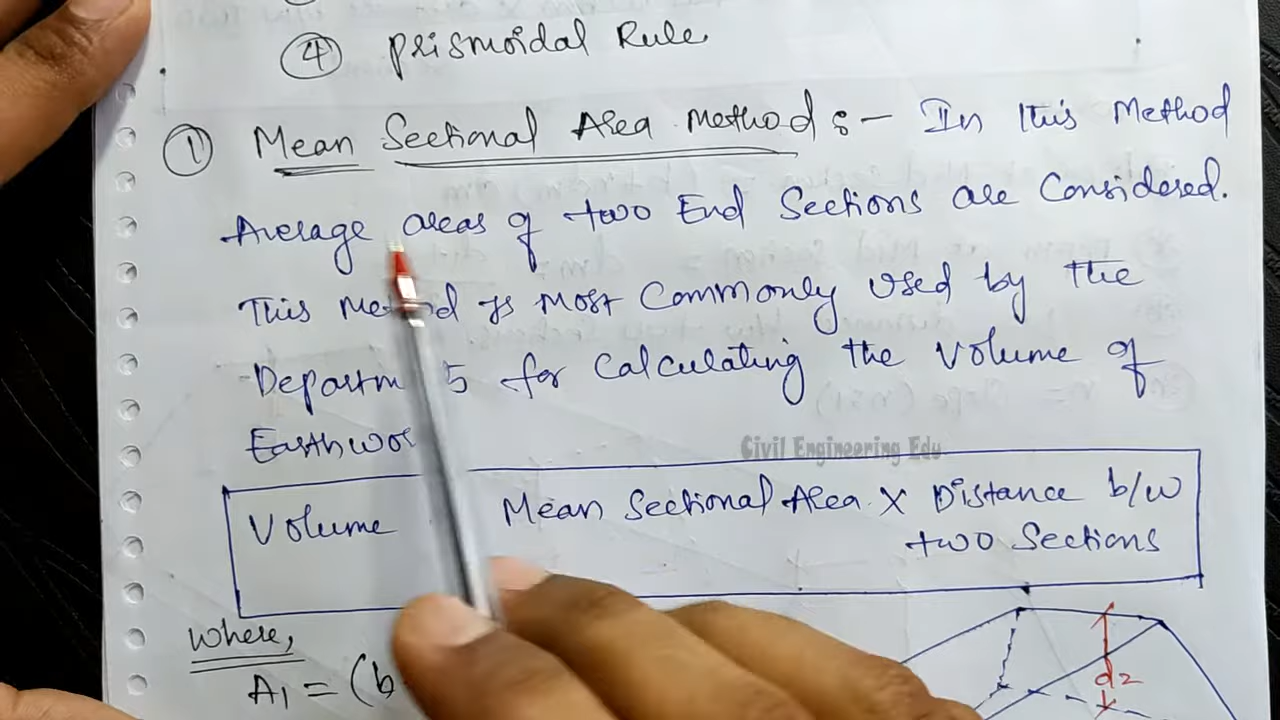 ④ Prismoidal Rule
① Mean Sectional Area Method :- In this Method
Average areas of two End Sections are Considered.
This Method Is Most Commonly Used by the
Departm s for Calculating the Volume of
Earthwo
Civil Engineering Edu
Volume Mean Sectional Area X Distance b/w
two Sections
where,
A1 = (b
d2